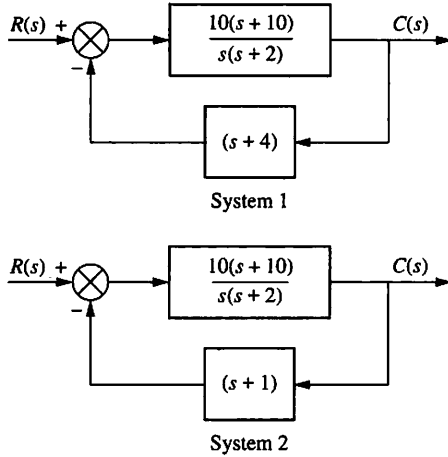 R(s) + 10(s + 10) C(s)
s(s + 2)
−
(s + 4)
System 1
R(s) + 10(s + 10) C(s)
s(s + 2)
−
(s + 1)
System 2